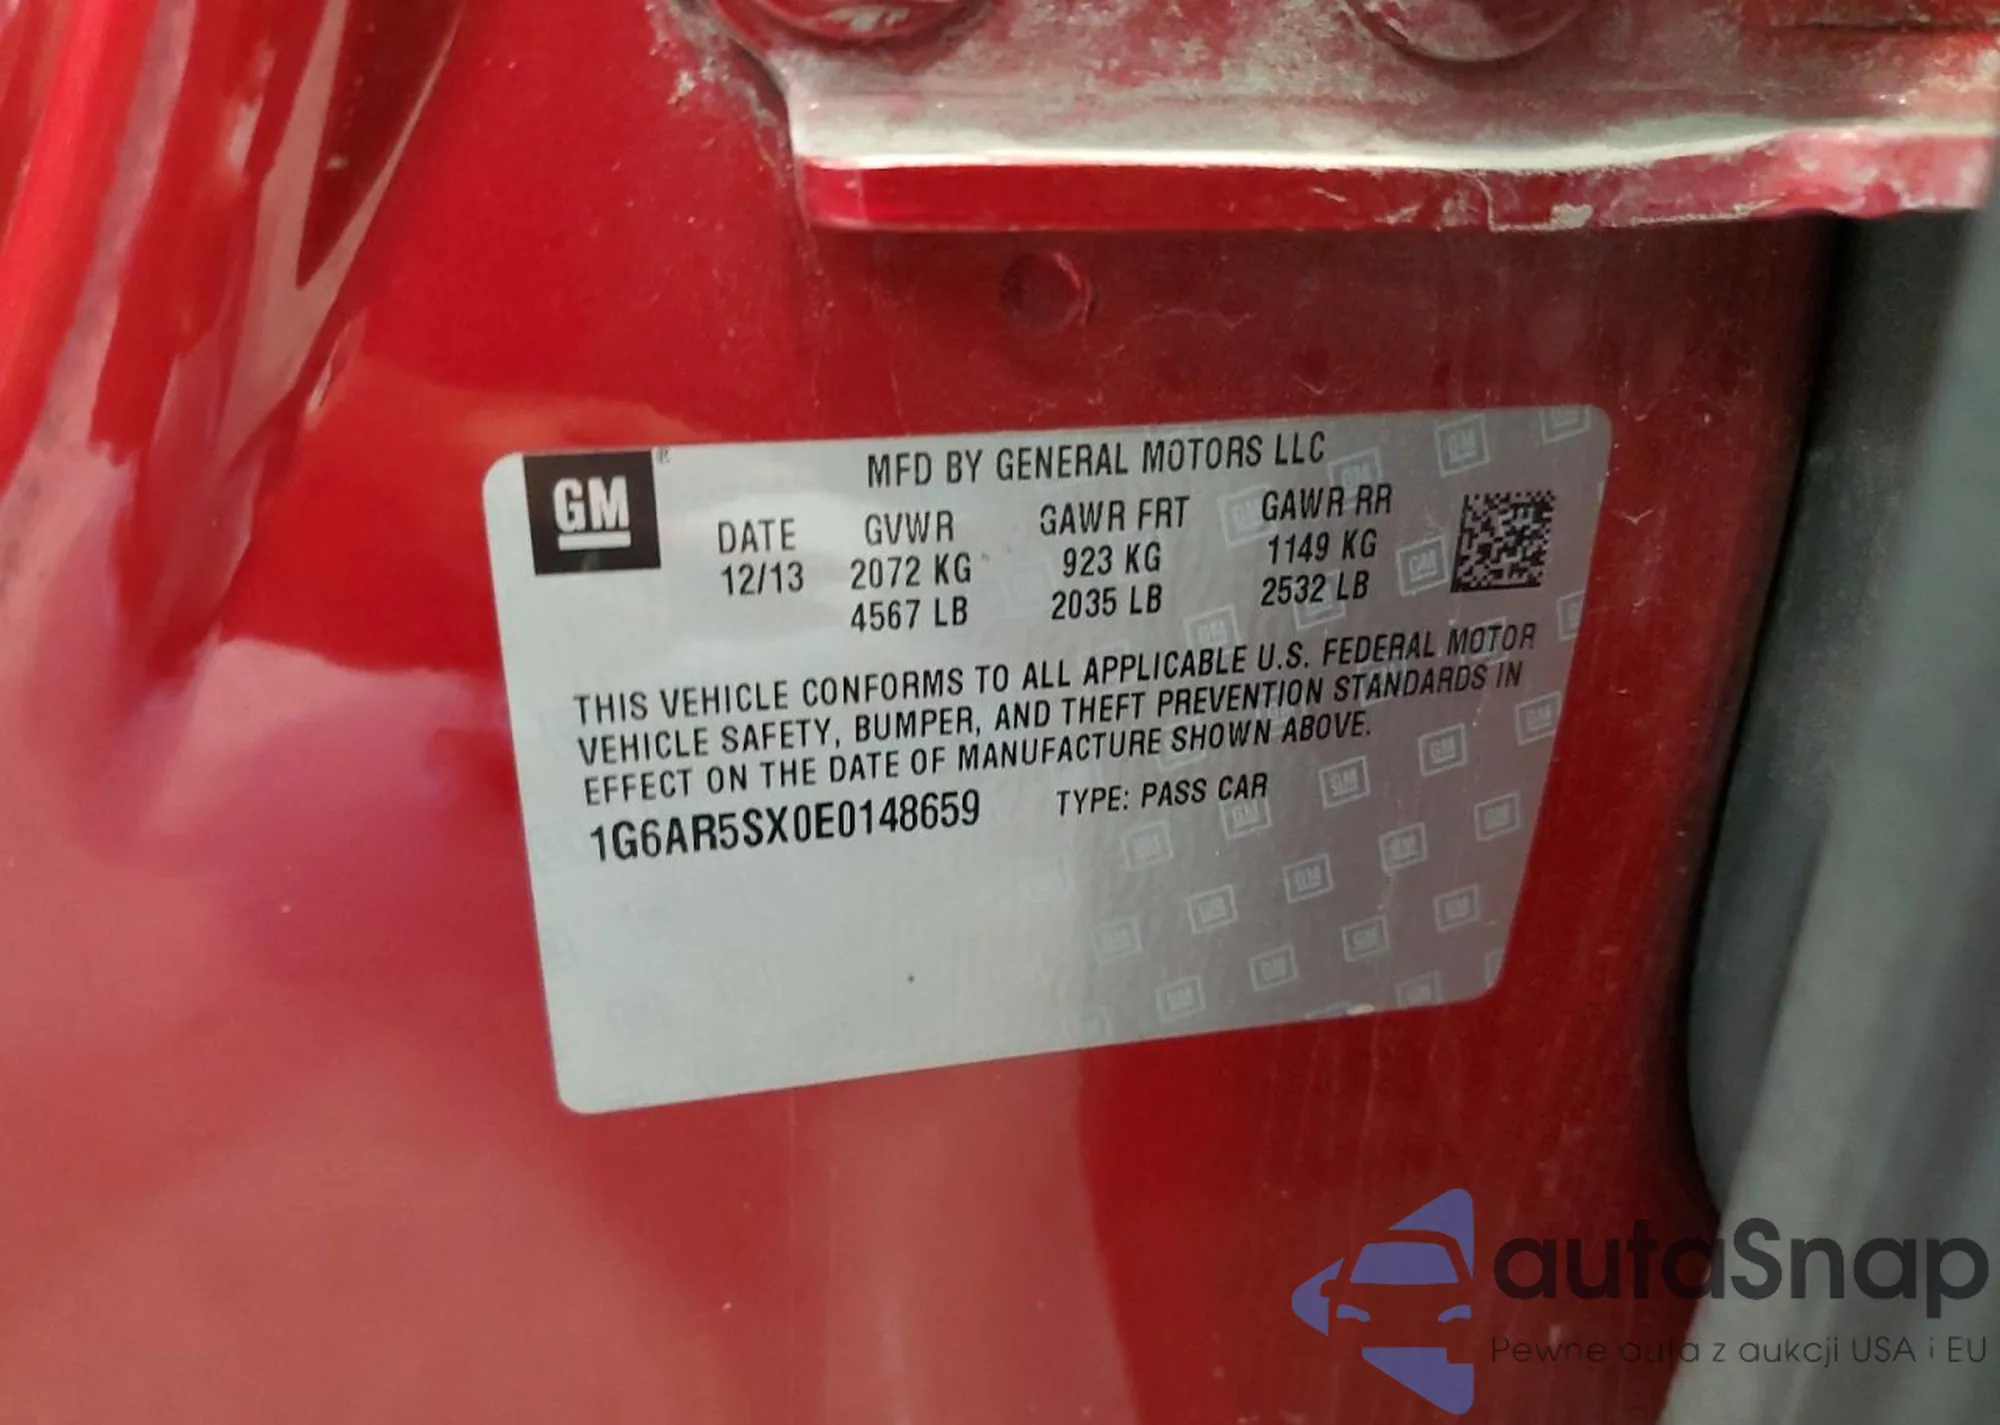 GM
MFD BY GENERAL MOTORS LLC
DATE GVWR GAWR FRT GAWR RR
12/13 2072 KG 923 KG 1149 KG
4567 LB 2035 LB 2532 LB
THIS VEHICLE CONFORMS TO ALL APPLICABLE U.S. FEDERAL MOTOR
VEHICLE SAFETY, BUMPER, AND THEFT PREVENTION STANDARDS IN
EFFECT ON THE DATE OF MANUFACTURE SHOWN ABOVE.
1G6AR5SX0E0148659 TYPE: PASS CAR
autaSnap
Pewne auta z aukcji USA i EU